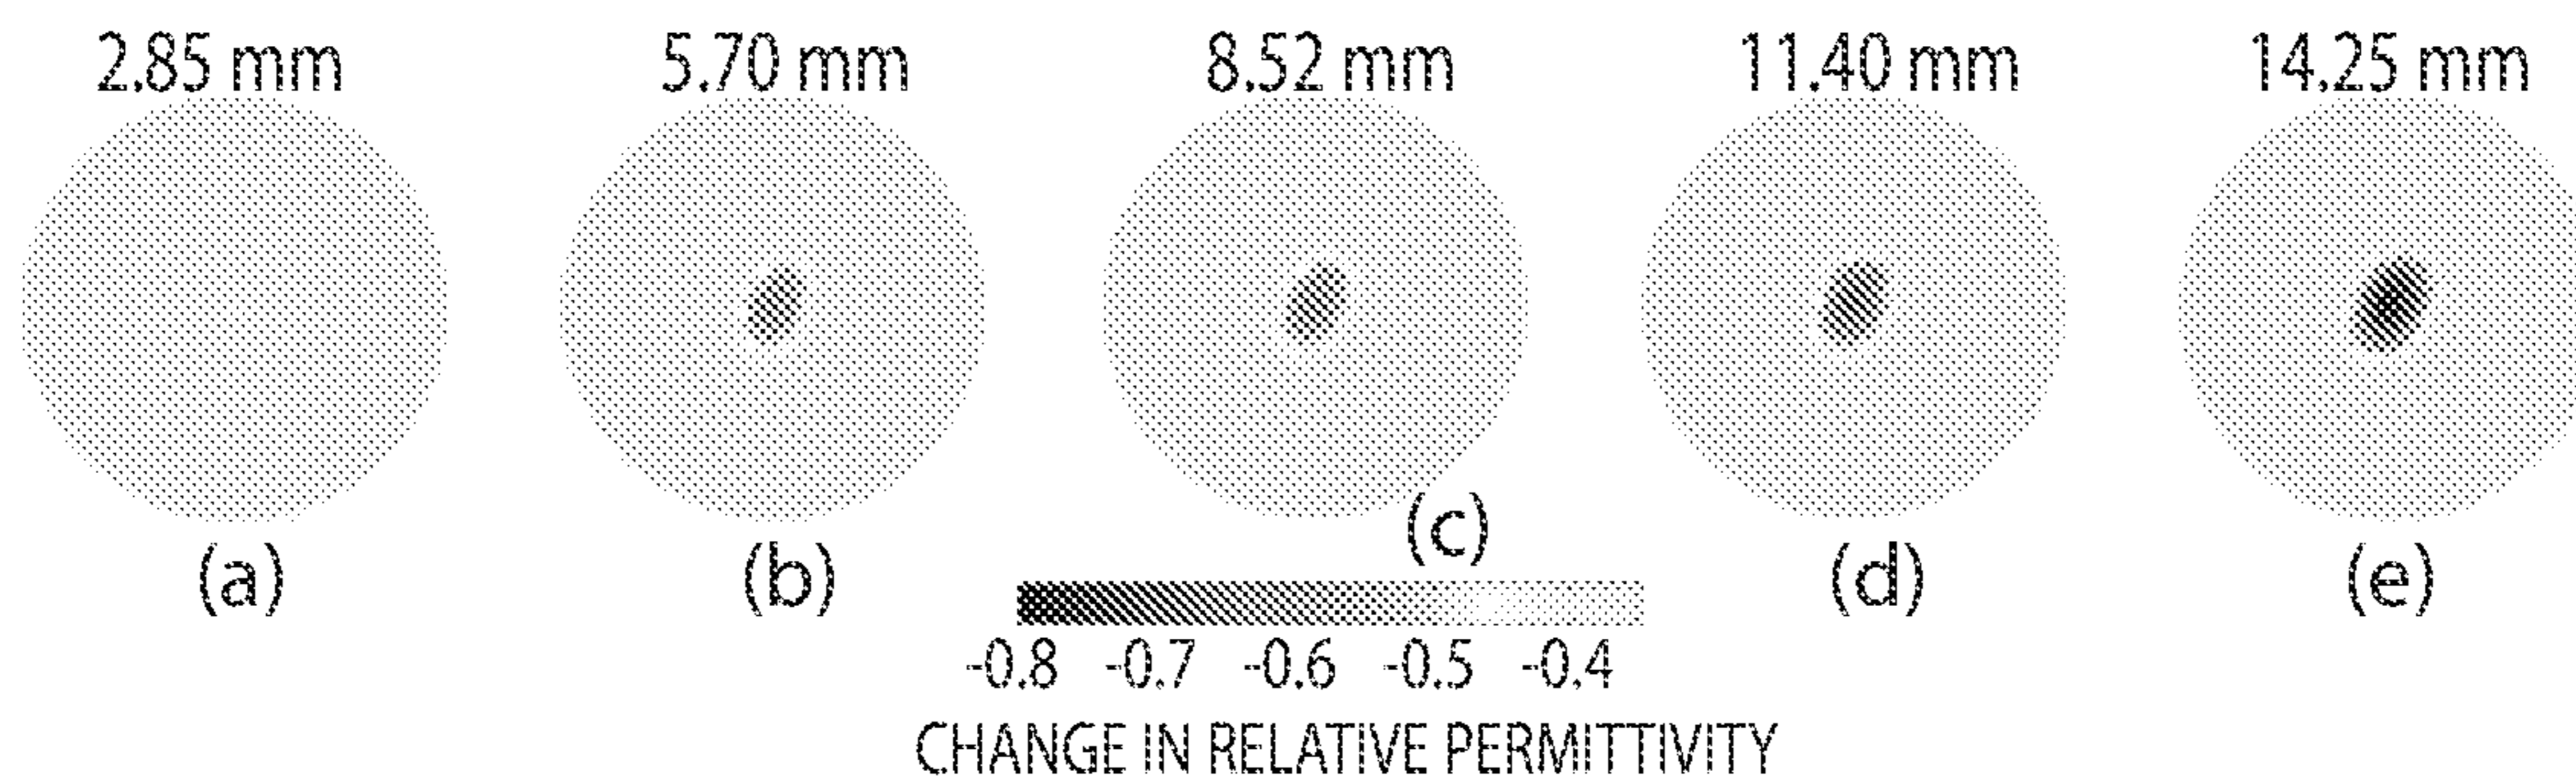 2.85 mm
5.70 mm
8.52 mm
11.40 mm
14.25 mm
(a)
(b)
(c)
(d)
(e)
-0.8 -0.7 -0.6 -0.5 -0.4
CHANGE IN RELATIVE PERMITTIVITY